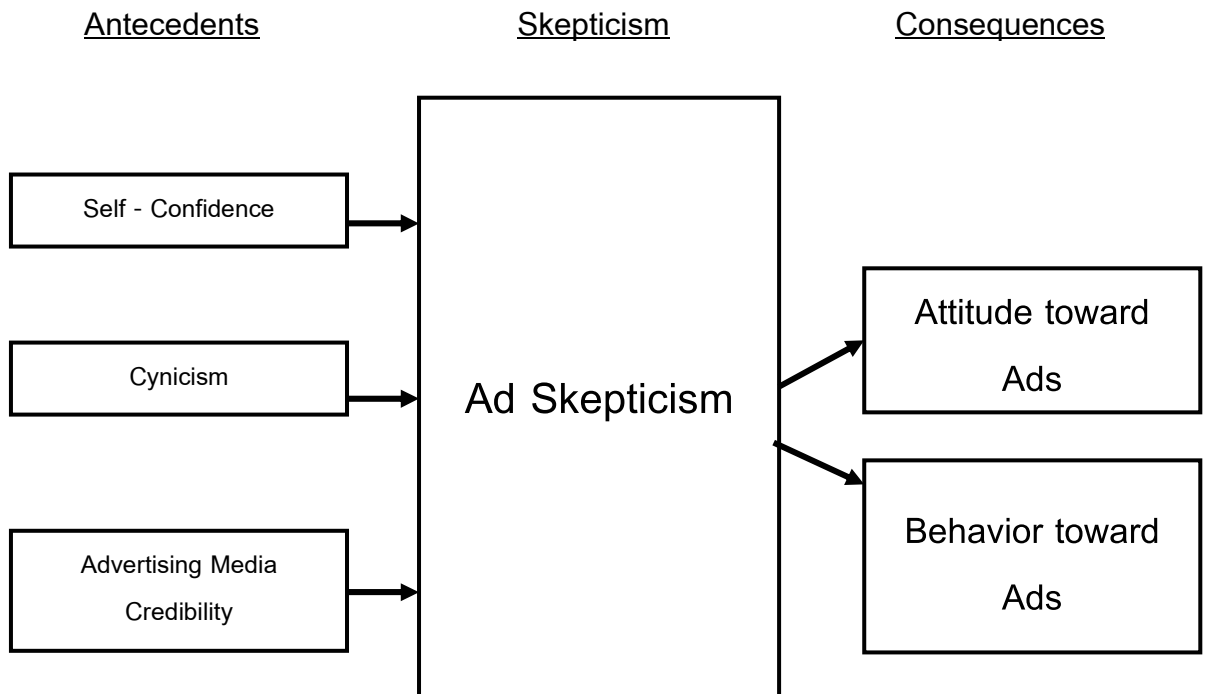 Antecedents
Skepticism
Consequences
Self - Confidence
Cynicism
Advertising Media
Credibility
Ad Skepticism
Attitude toward
Ads
Behavior toward
Ads